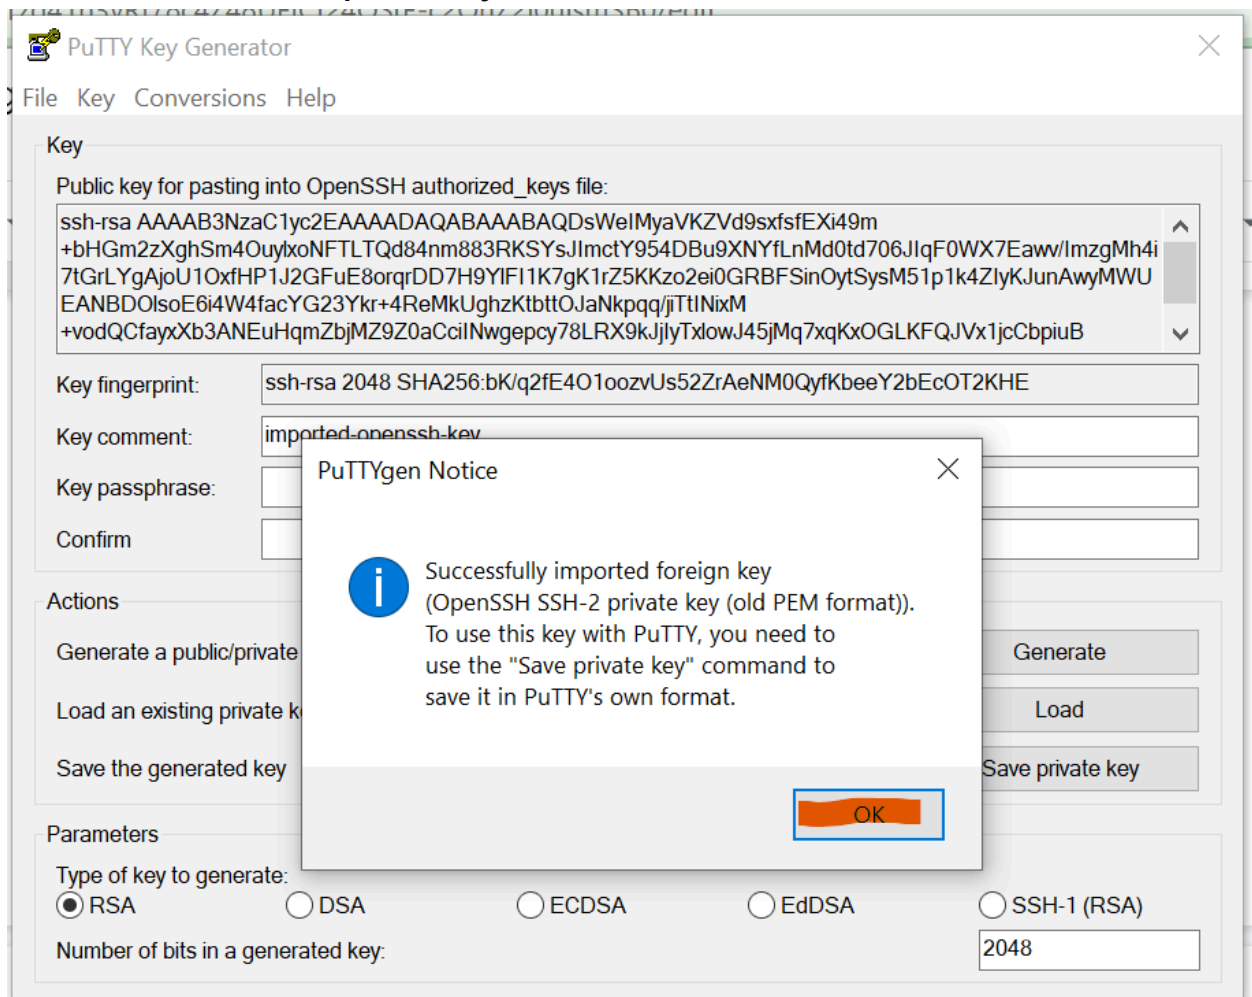 PuTTY Key Generator
File Key Conversions Help
Key
Public key for pasting into OpenSSH authorized_keys file:
ssh-rsa AAAAB3NzaC1yc2EAAAADAQABAAABAQDsWeIMyaVKZVd9sxfsfEXi49m
+bHGm2zXghSm4OuylxoNFTLTQd84nm883RKSYsJImctY954DBu9XNYfLnMd0td706JIqF0WX7Eawv/ImzgMh4i
7tGrLYgAjoU1OxfHP1J2GFuE8orqrDD7H9YlFI1K7gK1rZ5KKzo2ei0GRBFSinOytSysM51p1k4ZIyKJunAwyMWU
EANBDOlsoE6i4W4facYG23Ykr+4ReMkUghzKtbttOJaNkpqq/jiTtINixM
+vodQCfayxXb3ANEuHqmZbjMZ9Z0aCciINwgepcy78LRX9kJjlyTxlowJ45jMq7xqKxOGLKFQJVx1jcCbpiuB
Key fingerprint: ssh-rsa 2048 SHA256:bK/q2fE4O1oozvUs52ZrAeNM0QyfKbeeY2bEcOT2KHE
Key comment: imported-openssh-key
Key passphrase:
Confirm
PuTTYgen Notice
Successfully imported foreign key
(OpenSSH SSH-2 private key (old PEM format)).
To use this key with PuTTY, you need to
use the "Save private key" command to
save it in PuTTY's own format.
OK
Actions
Generate a public/private
Generate
Load an existing private
Load
Save the generated key
Save private key
Parameters
Type of key to generate:
RSA DSA ECDSA EdDSA SSH-1 (RSA)
Number of bits in a generated key: 2048